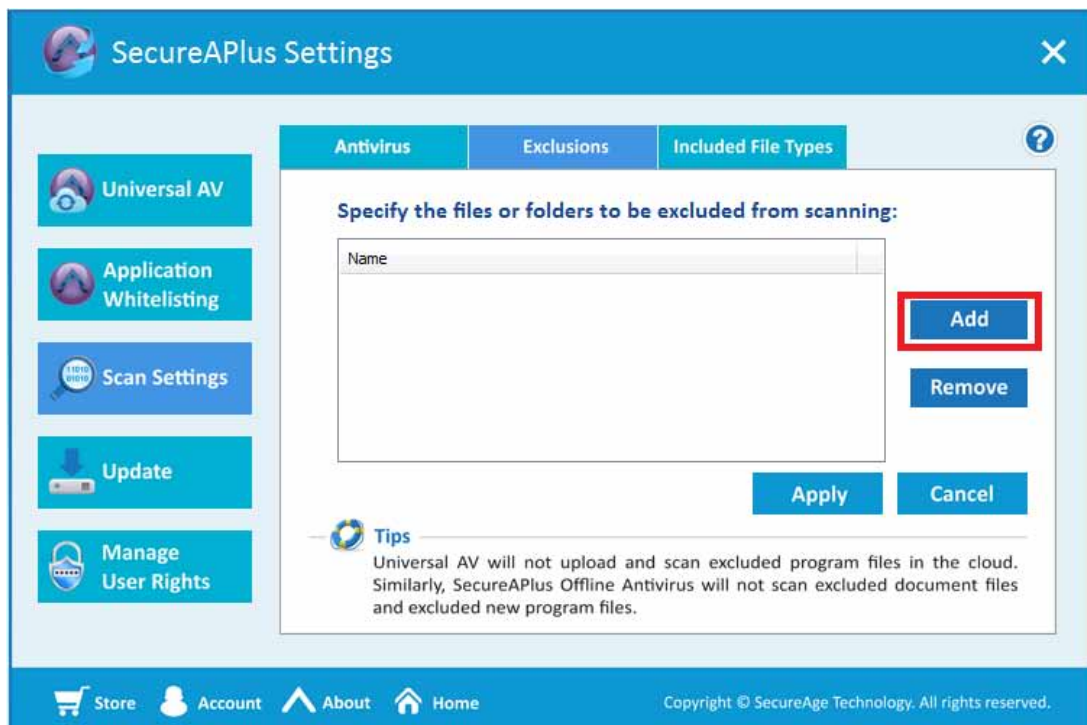 SecureAPlus Settings
Antivirus
Exclusions
Included File Types
?
Universal AV
Application
Whitelisting
Scan Settings
Update
Manage
User Rights
Specify the files or folders to be excluded from scanning:
Name
Add
Remove
Apply
Cancel
Tips
Universal AV will not upload and scan excluded program files in the cloud.
Similarly, SecureAPlus Offline Antivirus will not scan excluded document files
and excluded new program files.
Store
Account
About
Home
Copyright © SecureAge Technology. All rights reserved.